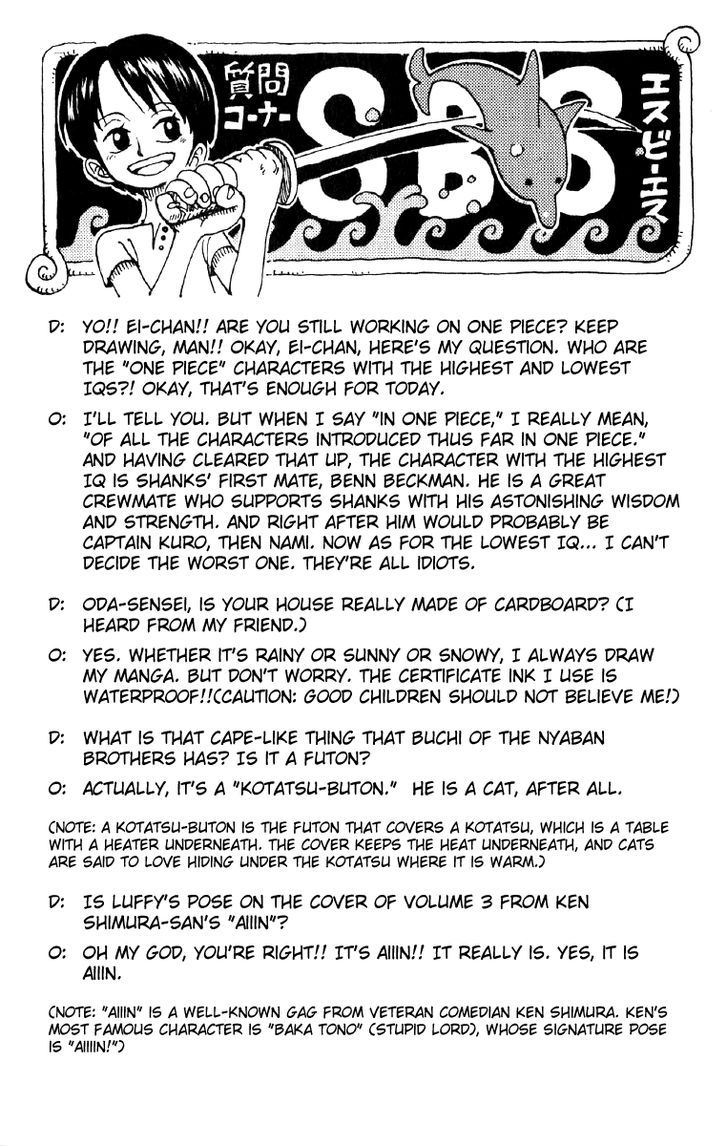 質問
コーナー
SBS
エスビーエス
D: YO!! EI-CHAN!! ARE YOU STILL WORKING ON ONE PIECE? KEEP
DRAWING, MAN!! OKAY, EI-CHAN, HERE'S MY QUESTION. WHO ARE
THE "ONE PIECE" CHARACTERS WITH THE HIGHEST AND LOWEST
IQS?! OKAY, THAT'S ENOUGH FOR TODAY.
O: I'LL TELL YOU. BUT WHEN I SAY "IN ONE PIECE," I REALLY MEAN,
"OF ALL THE CHARACTERS INTRODUCED THUS FAR IN ONE PIECE."
AND HAVING CLEARED THAT UP, THE CHARACTER WITH THE HIGHEST
IQ IS SHANKS' FIRST MATE, BENN BECKMAN. HE IS A GREAT
CREWMATE WHO SUPPORTS SHANKS WITH HIS ASTONISHING WISDOM
AND STRENGTH. AND RIGHT AFTER HIM WOULD PROBABLY BE
CAPTAIN KURO, THEN NAMI. NOW AS FOR THE LOWEST IQ... I CAN'T
DECIDE THE WORST ONE. THEY'RE ALL IDIOTS.
D: ODA-SENSEI, IS YOUR HOUSE REALLY MADE OF CARDBOARD? (I
HEARD FROM MY FRIEND.)
O: YES. WHETHER IT'S RAINY OR SUNNY OR SNOWY, I ALWAYS DRAW
MY MANGA. BUT DON'T WORRY. THE CERTIFICATE INK I USE IS
WATERPROOF!!(CAUTION: GOOD CHILDREN SHOULD NOT BELIEVE ME!)
D: WHAT IS THAT CAPE-LIKE THING THAT BUCHI OF THE NYABAN
BROTHERS HAS? IS IT A FUTON?
O: ACTUALLY, IT'S A "KOTATSU-BUTON." HE IS A CAT, AFTER ALL.
(NOTE: A KOTATSU-BUTON IS THE FUTON THAT COVERS A KOTATSU, WHICH IS A TABLE
WITH A HEATER UNDERNEATH. THE COVER KEEPS THE HEAT UNDERNEATH, AND CATS
ARE SAID TO LOVE HIDING UNDER THE KOTATSU WHERE IT IS WARM.)
D: IS LUFFY'S POSE ON THE COVER OF VOLUME 3 FROM KEN
SHIMURA-SAN'S "AIIIN"?
O: OH MY GOD, YOU'RE RIGHT!! IT'S AIIIN!! IT REALLY IS. YES, IT IS
AIIIN.
(NOTE: "AIIIN" IS A WELL-KNOWN GAG FROM VETERAN COMEDIAN KEN SHIMURA. KEN'S
MOST FAMOUS CHARACTER IS "BAKA TONO" (STUPID LORD), WHOSE SIGNATURE POSE
IS "AIIIIN!")